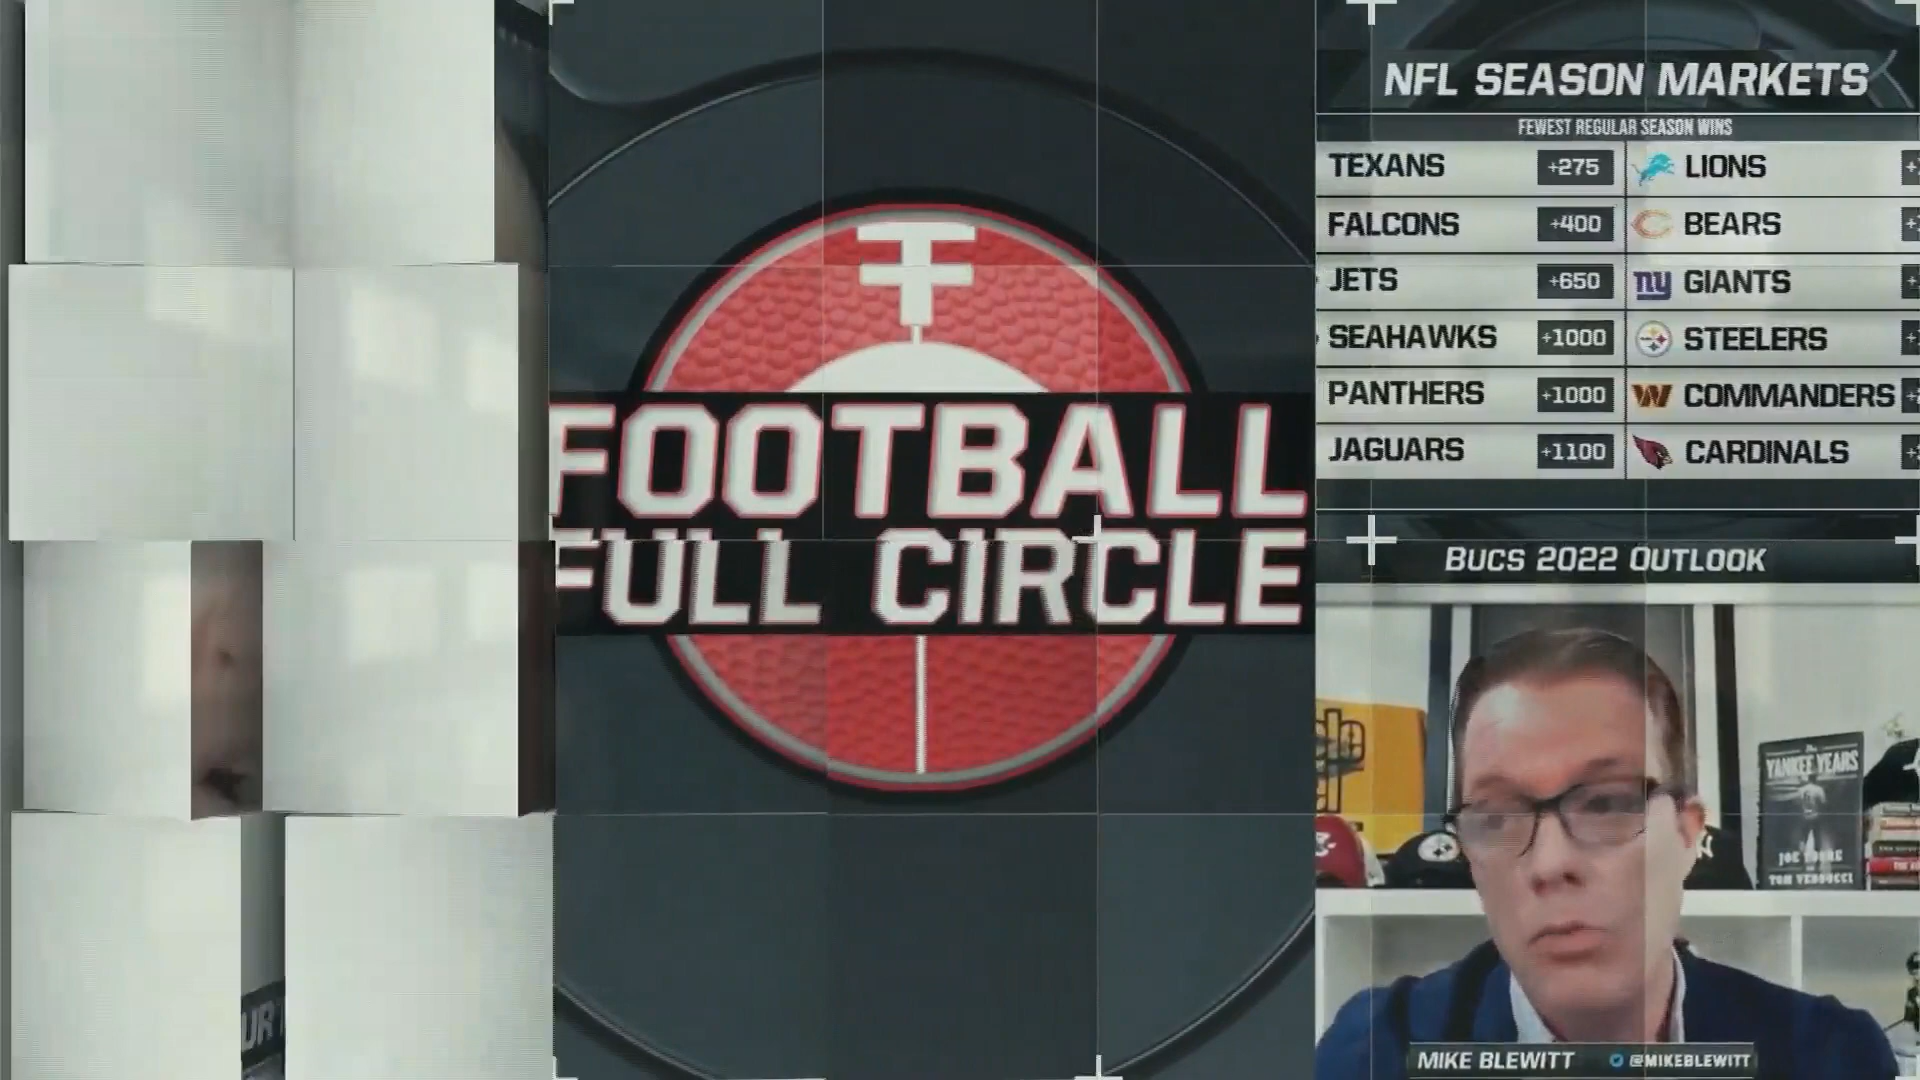 NFL SEASON MARKETS
FEWEST REGULAR SEASON WINS
TEXANS +275 LIONS
FALCONS +400 BEARS
JETS +650 ny GIANTS
SEAHAWKS +1000 STEELERS
PANTHERS +1000 W COMMANDERS
JAGUARS +1100 CARDINALS
FOOTBALL
FULL CIRCLE
BUCS 2022 OUTLOOK
The
YANKEE YEARS
JOE TORRE
TOM VERDUCCI
MIKE BLEWITT @MIKEBLEWITT